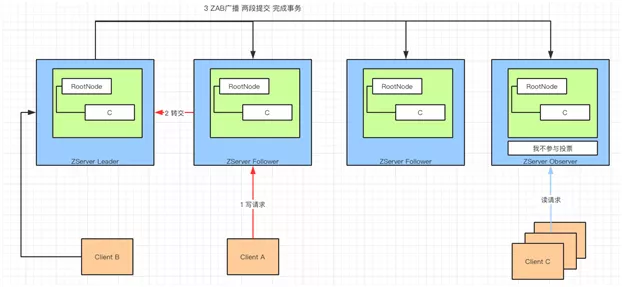 3 ZAB广播 两段提交 完成事务
RootNode
C
ZServer Leader
2 转交
RootNode
C
ZServer Follower
RootNode
C
ZServer Follower
RootNode
C
我不参与投票
ZServer Observer
1 写请求
读请求
Client B
Client A
Client C